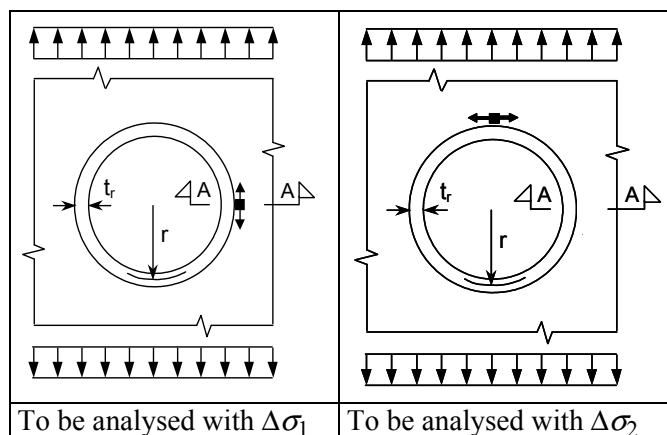 t_r
A
A
r
t_r
A
A
r
To be analysed with Δσ₁
To be analysed with Δσ₂